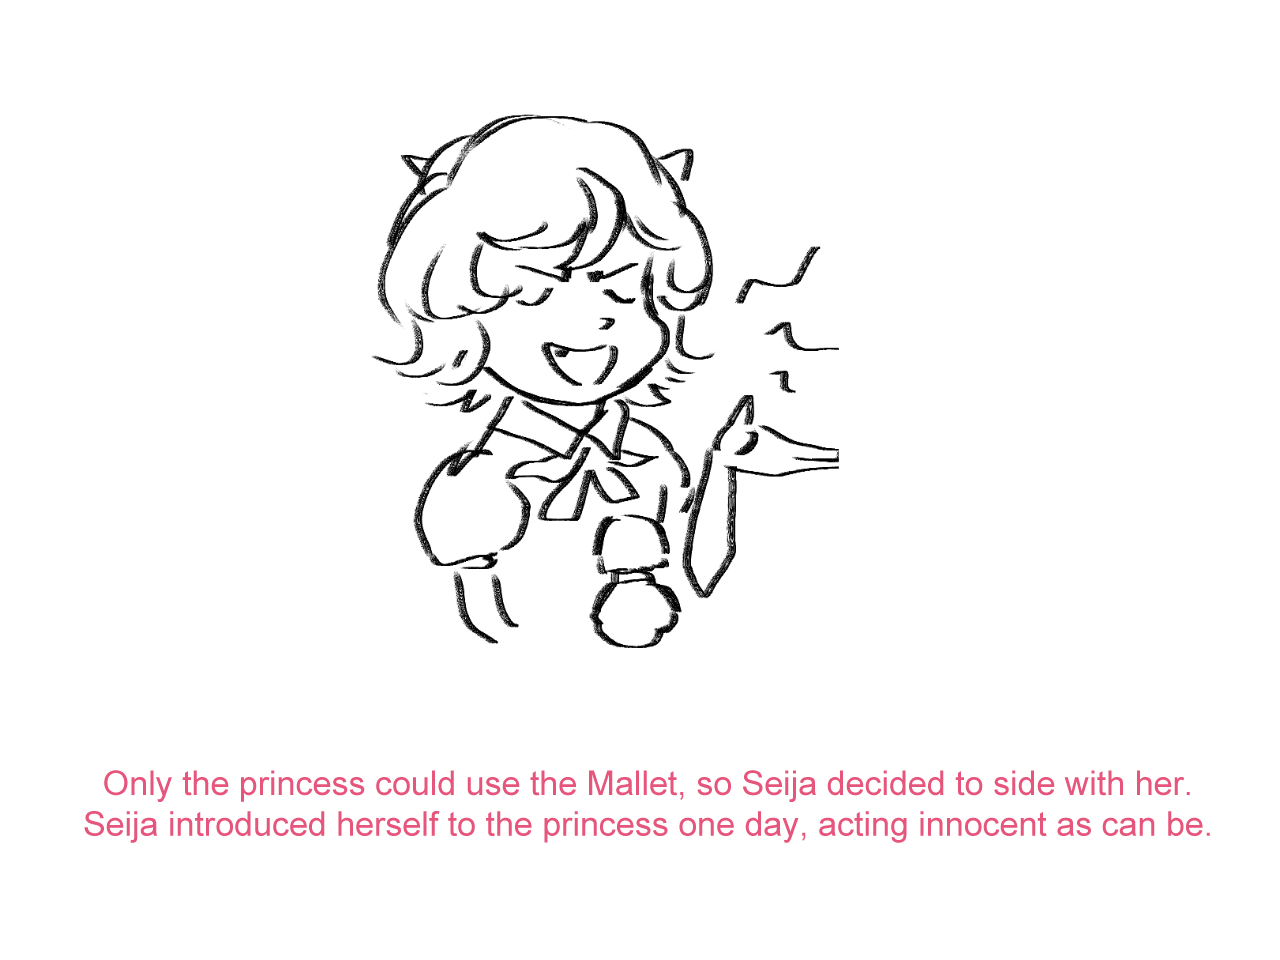 Only the princess could use the Mallet, so Seija decided to side with her.
Seija introduced herself to the princess one day, acting innocent as can be.